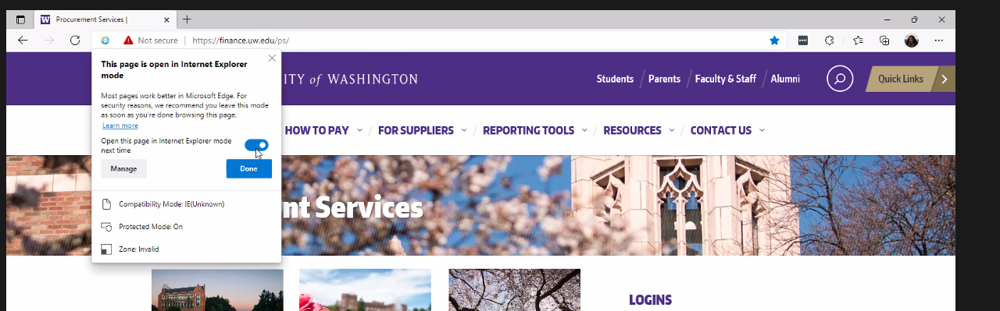 Procurement Services |
Not secure | https://finance.uw.edu/ps/
This page is open in Internet Explorer
mode
Most pages work better in Microsoft Edge. For
security reasons, we recommend you leave this mode
as soon as you're done browsing this page.
Learn more
Open this page in Internet Explorer mode
next time
Manage Done
Compatibility Mode: IE(Unknown)
Protected Mode: On
Zone: Invalid
ITY of WASHINGTON
Students Parents Faculty & Staff Alumni
Quick Links
HOW TO PAY FOR SUPPLIERS REPORTING TOOLS RESOURCES CONTACT US
nt Services
LOGINS